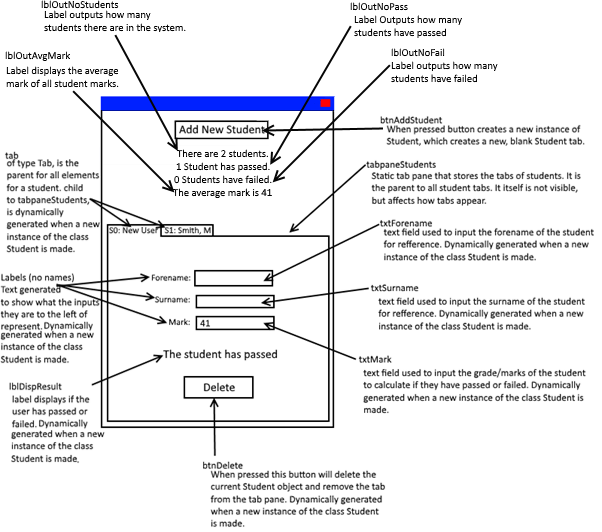 lblOutNoStudents
Label outputs how many
students there are in the system.
lblOutNoPass
Label Outputs how many
students have passed
lblOutAvgMark
Label displays the average
mark of all student marks.
lblOutNoFail
Label outputs how many
students have failed
Add New Student
There are 2 students.
1 Student has passed.
0 Students have failed.
The average mark is 41
btnAddStudent
When pressed button creates a new instance of
Student, which creates a new, blank Student tab.
tab
of type Tab, is the
parent for all elements
for a student. child
to tabpaneStudents,
is dynamically
generated when a new
instance of the class
Student is made.
tabpaneStudents
Static tab pane that stores the tabs of students. It is
the parent to all student tabs. It itself is not visible,
but affects how tabs appear.
S0: New User
S1: Smith, M
txtForename
text field used to input the forename of the student
for refference. Dynamically generated when a new
instance of the class Student is made.
Labels (no names)
Text generated
to show what the inputs
they are to the left of
represent. Dynamically
generated when a new
instance of the class
Student is made.
Forename:
Surname:
Mark:
41
txtSurname
text field used to input the surname of the student
for refference. Dynamically generated when a new
instance of the class Student is made.
The student has passed
txtMark
text field used to input the grade/marks of the student
to calculate if they have passed or failed. Dynamically
generated when a new instance of the class Student is
made.
lblDispResult
label displays if the
user has passed or
failed. Dynamically
generated when a new
instance of the class
Student is made.
Delete
btnDelete
When pressed this button will delete the
current Student object and remove the tab
from the tab pane. Dynamically generated
when a new instance of the class Student
is made.